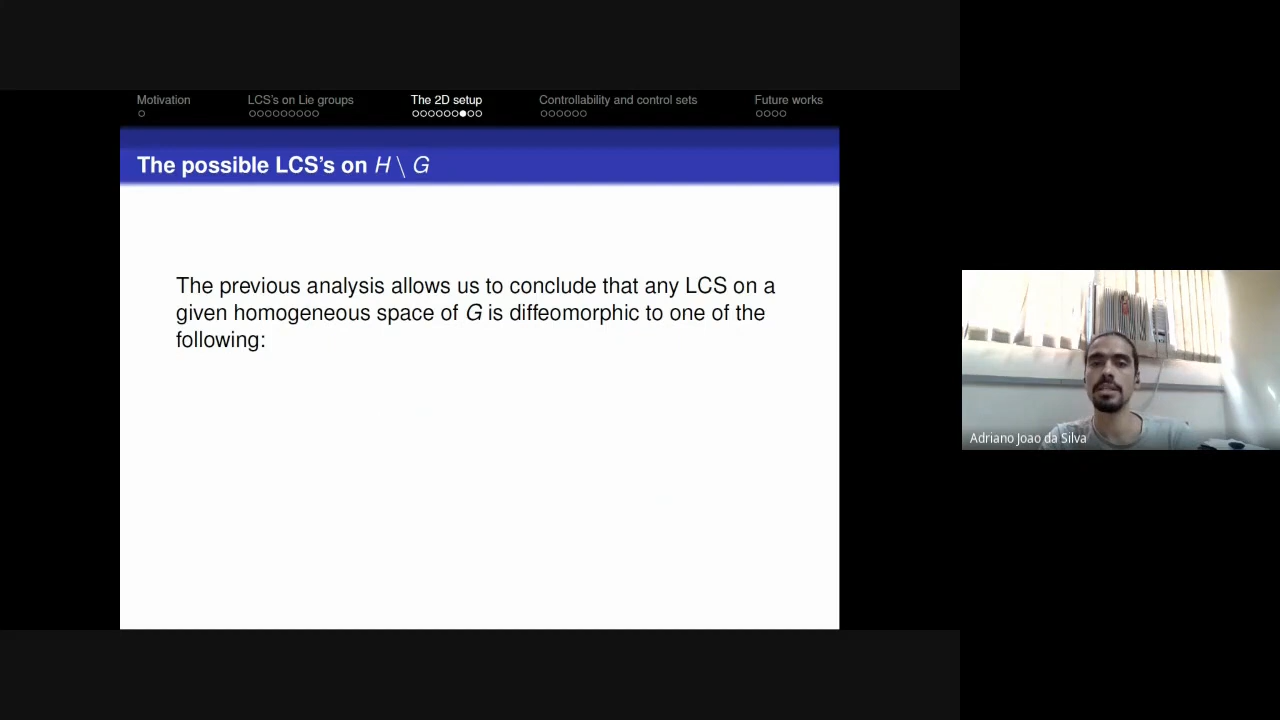 Motivation
LCS's on Lie groups
The 2D setup
Controllability and control sets
Future works
The possible LCS's on H \ G
The previous analysis allows us to conclude that any LCS on a
given homogeneous space of G is diffeomorphic to one of the
following:
Adriano Joao da Silva